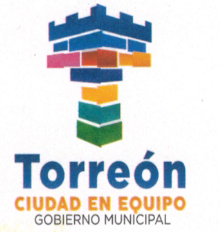 Torreón
CIUDAD EN EQUIPO
GOBIERNO MUNICIPAL